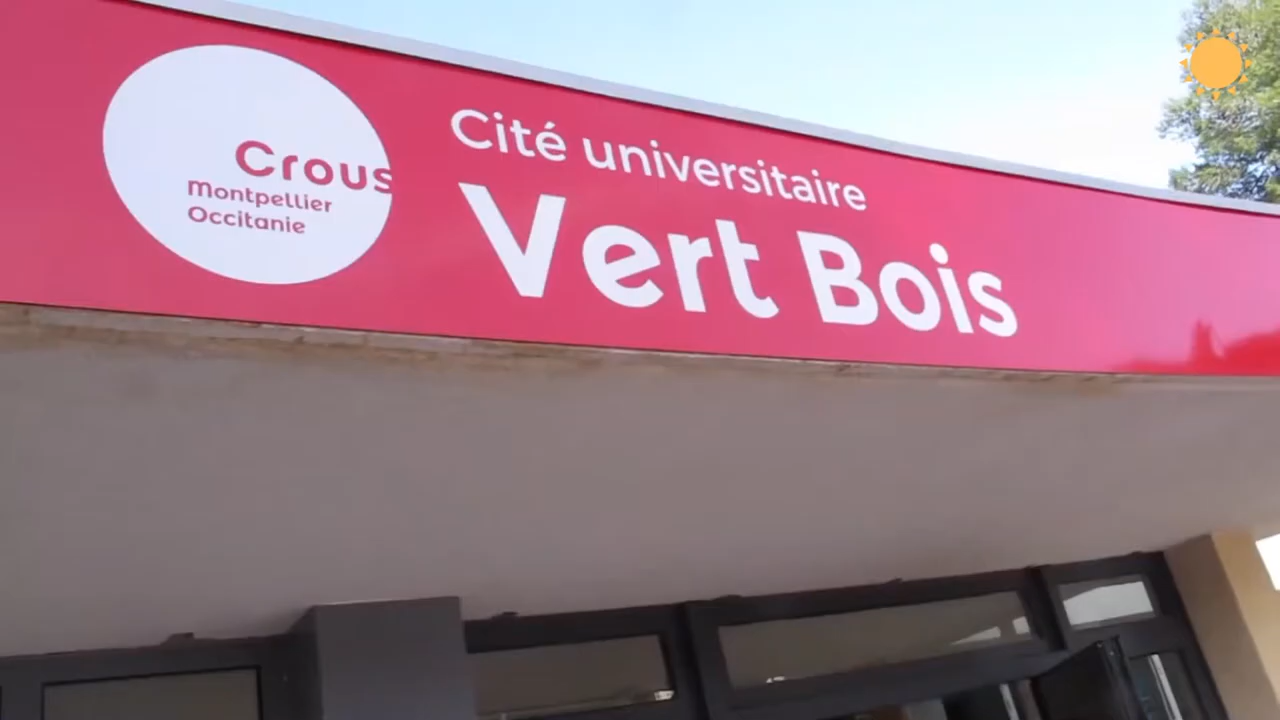 Crous
Montpellier
Occitanie
Cité universitaire
Vert Bois